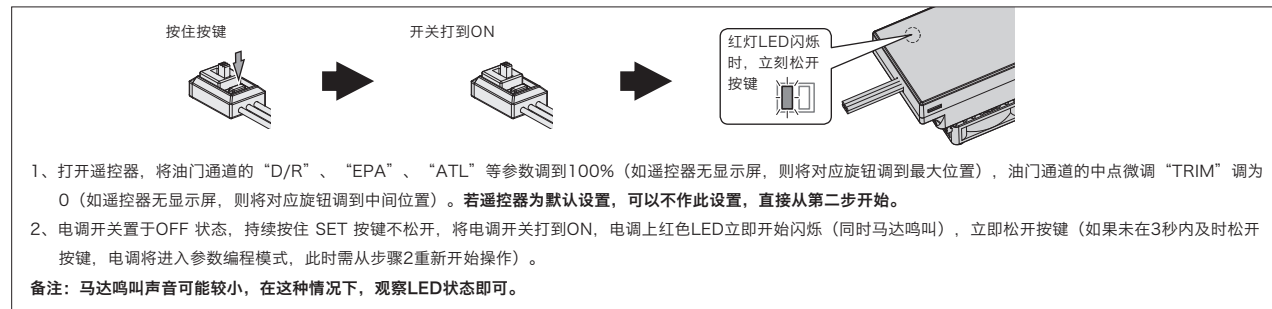 按住按键
开关打到ON
红灯LED闪烁
时，立刻松开
按键
1、打开遥控器，将油门通道的“D/R”、“EPA”、“ATL”等参数调到100%（如遥控器无显示屏，则将对应旋钮调到最大位置），油门通道的中点微调“TRIM”调为
0（如遥控器无显示屏，则将对应旋钮调到中间位置）。若遥控器为默认设置，可以不作此设置，直接从第二步开始。
2、电调开关置于OFF 状态，持续按住 SET 按键不松开，将电调开关打到ON，电调上红色LED立即开始闪烁（同时马达鸣叫），立即松开按键（如果未在3秒内及时松开
按键，电调将进入参数编程模式，此时需从步骤2重新开始操作）。
备注：马达鸣叫声音可能较小，在这种情况下，观察LED状态即可。